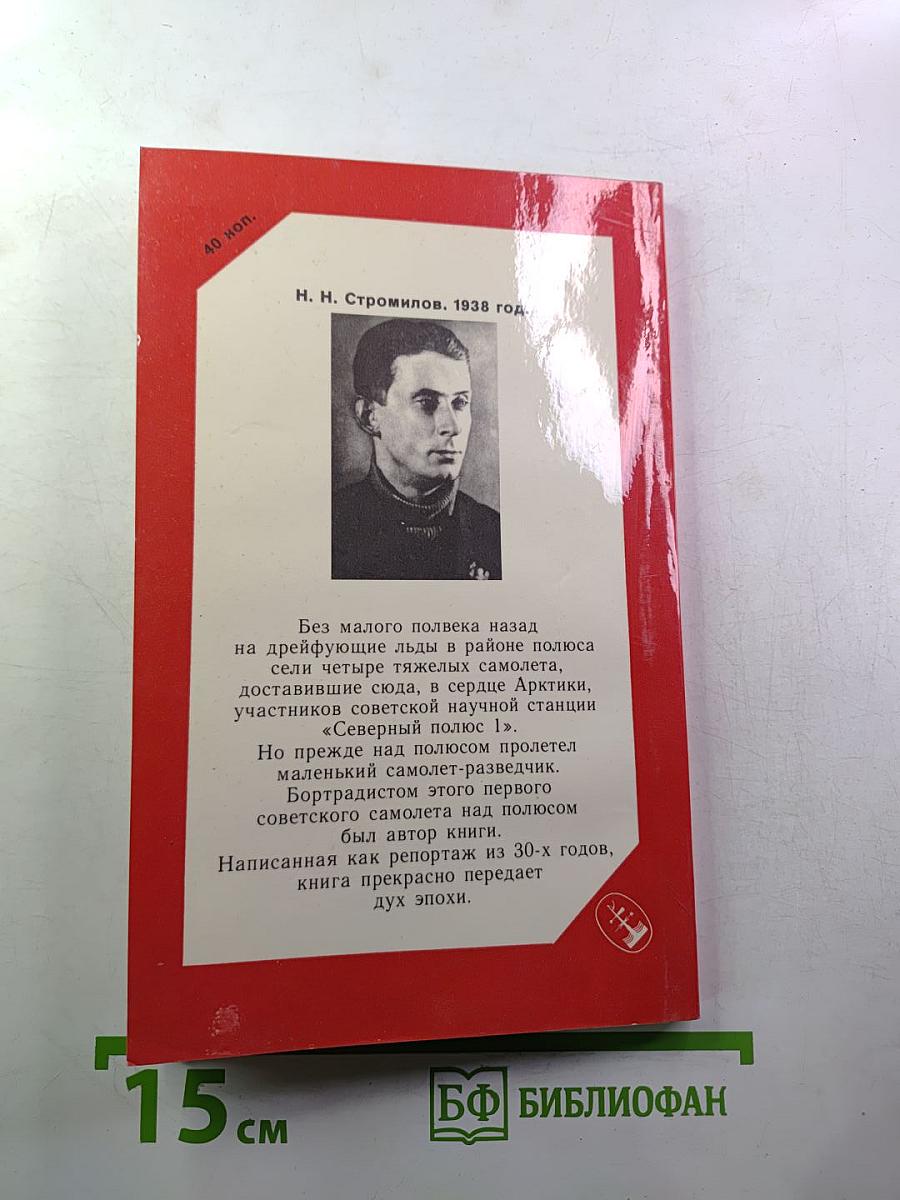 40 коп.
Н. Н. Стромилов. 1938 год.
Без малого полвека назад
на дрейфующие льды в районе полюса
сели четыре тяжелых самолета,
доставившие сюда, в сердце Арктики,
участников советской научной станции
«Северный полюс 1».
Но прежде над полюсом пролетел
маленький самолет-разведчик.
Бортрадистом этого первого
советского самолета над полюсом
был автор книги.
Написанная как репортаж из 30-х годов,
книга прекрасно передает
дух эпохи.
15 см
БФ БИБЛИОФАН